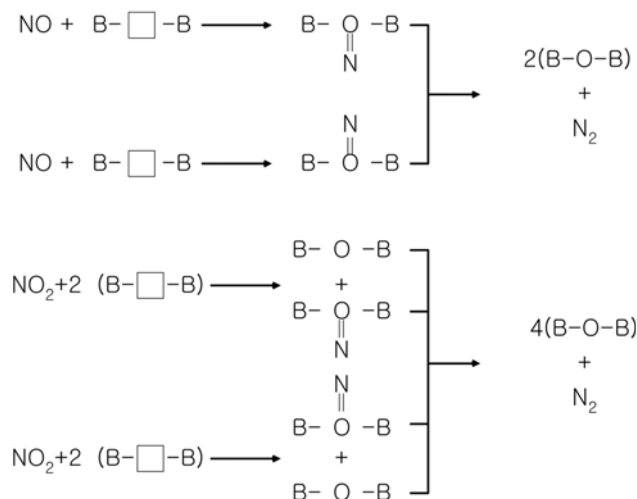 NO + B- □ -B → B- O -B
N
2(B-O-B)
+
N₂
N
NO + B- □ -B → B- O -B
B- O -B
NO₂+2 (B-□-B) → +
B- O -B
N
4(B-O-B)
+
N₂
N
B- O -B
NO₂+2 (B-□-B) → +
B- O -B